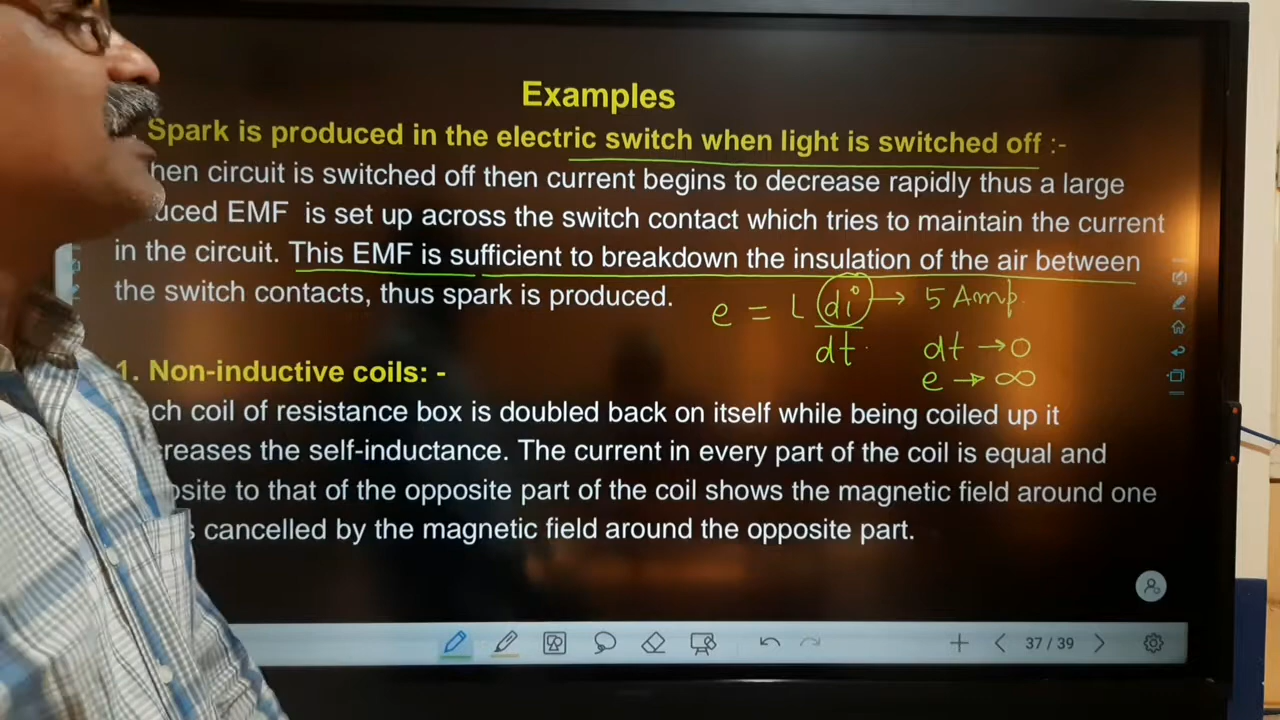 Examples
Spark is produced in the electric switch when light is switched off :-
hen circuit is switched off then current begins to decrease rapidly thus a large
uced EMF is set up across the switch contact which tries to maintain the current
in the circuit. This EMF is sufficient to breakdown the insulation of the air between
the switch contacts, thus spark is produced.
e = L di/dt → 5 Amp.
dt → 0
e → ∞
1. Non-inductive coils: -
ch coil of resistance box is doubled back on itself while being coiled up it
creases the self-inductance. The current in every part of the coil is equal and
osite to that of the opposite part of the coil shows the magnetic field around one
s cancelled by the magnetic field around the opposite part.
37 / 39